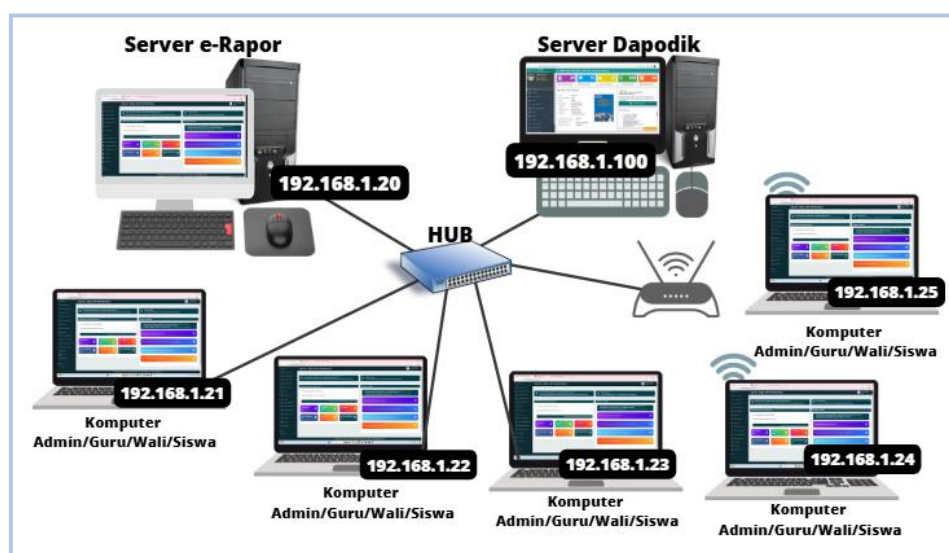 Server e-Rapor
Server Dapodik
192.168.1.20
192.168.1.100
HUB
192.168.1.25
Komputer
Admin/Guru/Wali/Siswa
192.168.1.21
Komputer
Admin/Guru/Wali/Siswa
192.168.1.22
Komputer
Admin/Guru/Wali/Siswa
192.168.1.23
Komputer
Admin/Guru/Wali/Siswa
192.168.1.24
Komputer
Admin/Guru/Wali/Siswa